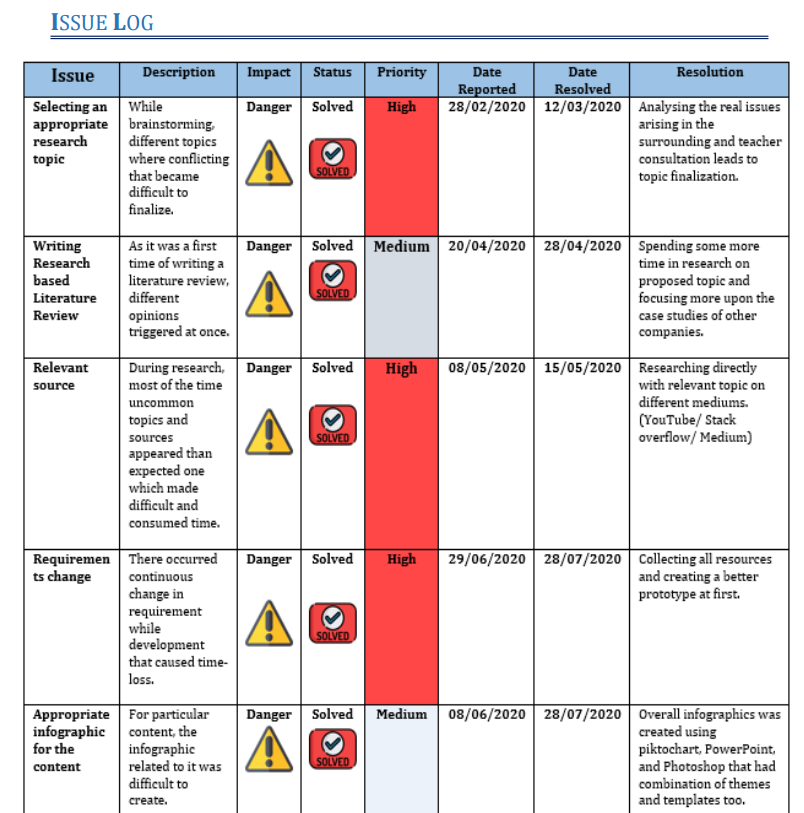 ISSUE LOG
Issue Description Impact Status Priority Date Reported Date Resolved Resolution
Selecting an
appropriate
research
topic
While
brainstorming,
different topics
where conflicting
that became
difficult to
finalize.
Danger
Solved
SOLVED
High
28/02/2020
12/03/2020
Analysing the real issues
arising in the
surrounding and teacher
consultation leads to
topic finalization.
Writing
Research
based
Literature
Review
As it was a first
time of writing a
literature review,
different
opinions
triggered at once.
Danger
Solved
SOLVED
Medium
20/04/2020
28/04/2020
Spending some more
time in research on
proposed topic and
focusing more upon the
case studies of other
companies.
Relevant
source
During research,
most of the time
uncommon
topics and
sources
appeared than
expected one
which made
difficult and
consumed time.
Danger
Solved
SOLVED
High
08/05/2020
15/05/2020
Researching directly
with relevant topic on
different mediums.
(YouTube/ Stack
overflow/ Medium)
Requiremen
ts change
There occurred
continuous
change in
requirement
while
development
that caused time-
loss.
Danger
Solved
SOLVED
High
29/06/2020
28/07/2020
Collecting all resources
and creating a better
prototype at first.
Appropriate
infographic
for the
content
For particular
content, the
infographic
related to it was
difficult to
create.
Danger
Solved
SOLVED
Medium
08/06/2020
28/07/2020
Overall infographics was
created using
piktochart, PowerPoint,
and Photoshop that had
combination of themes
and templates too.